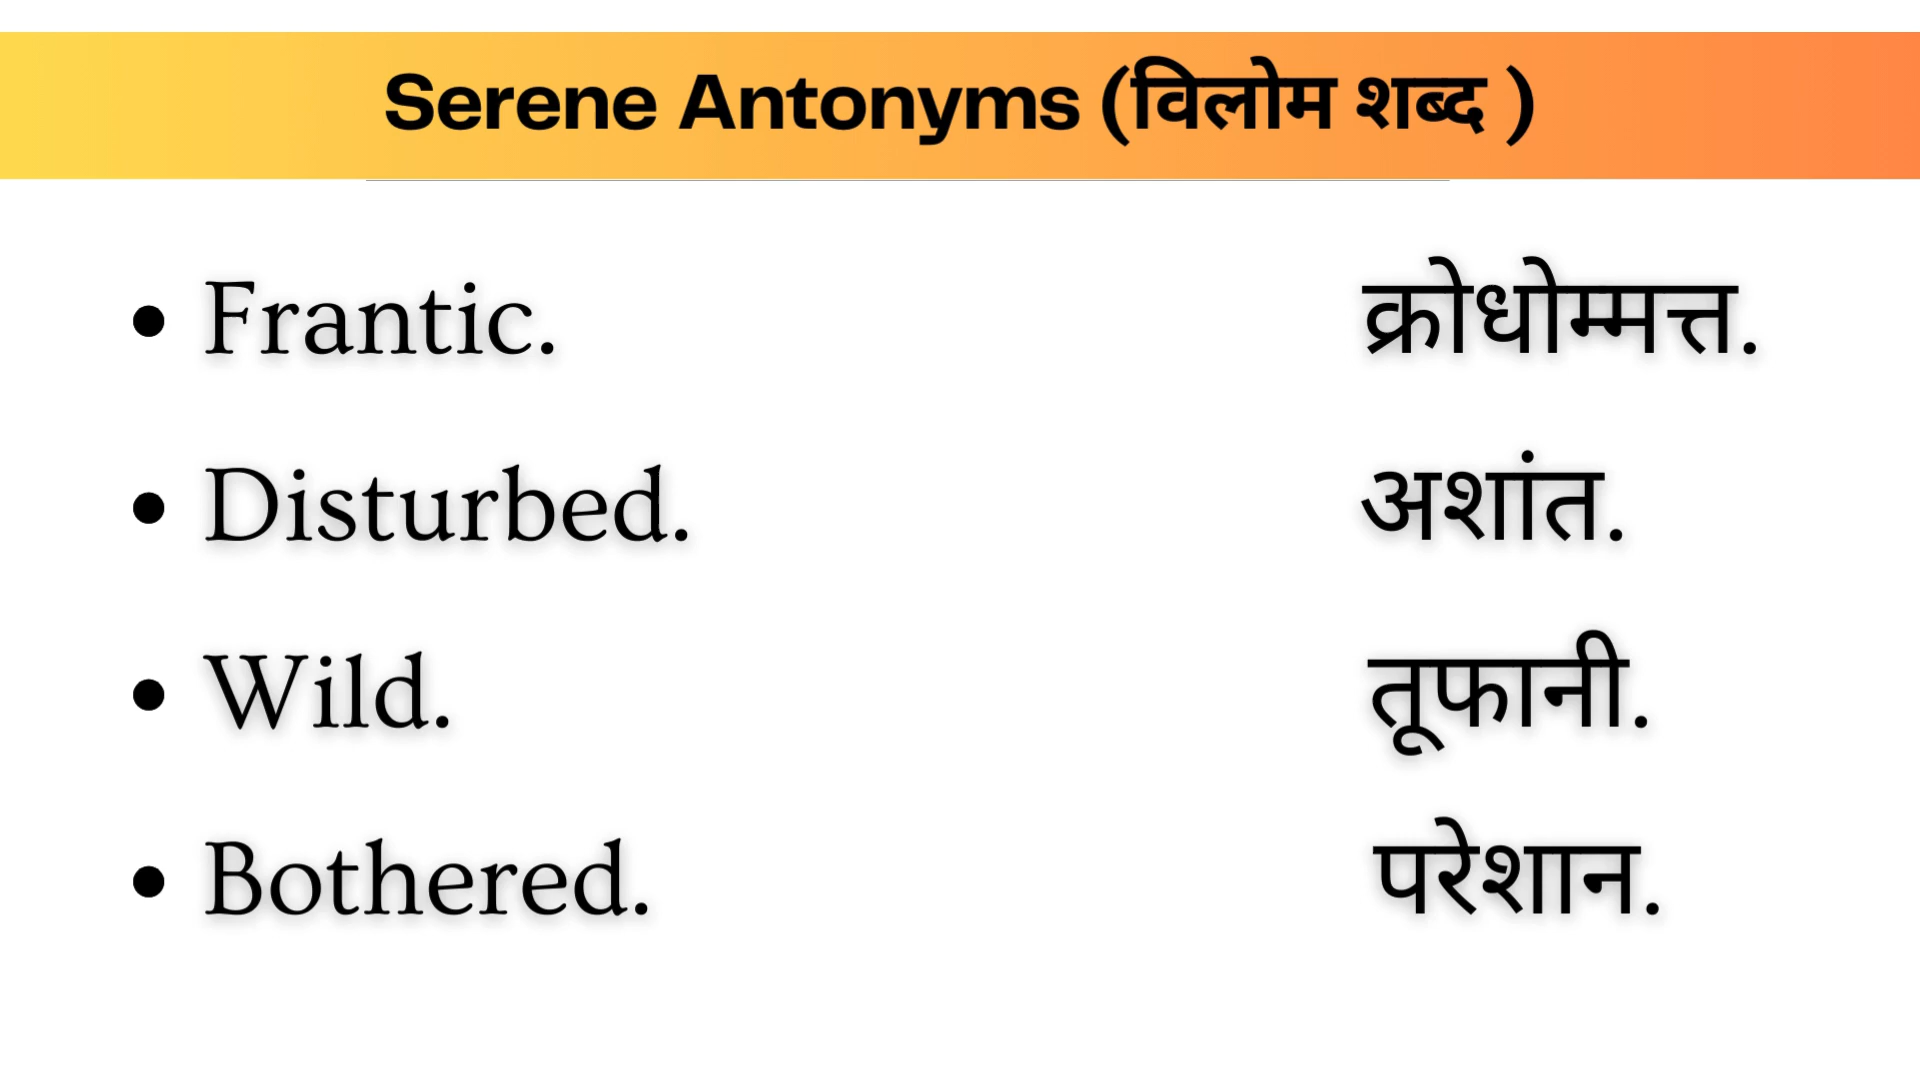 Serene Antonyms (विलोम शब्द )
Frantic. क्रोधोम्मत्त.
Disturbed. अशांत.
Wild. तूफानी.
Bothered. परेशान.